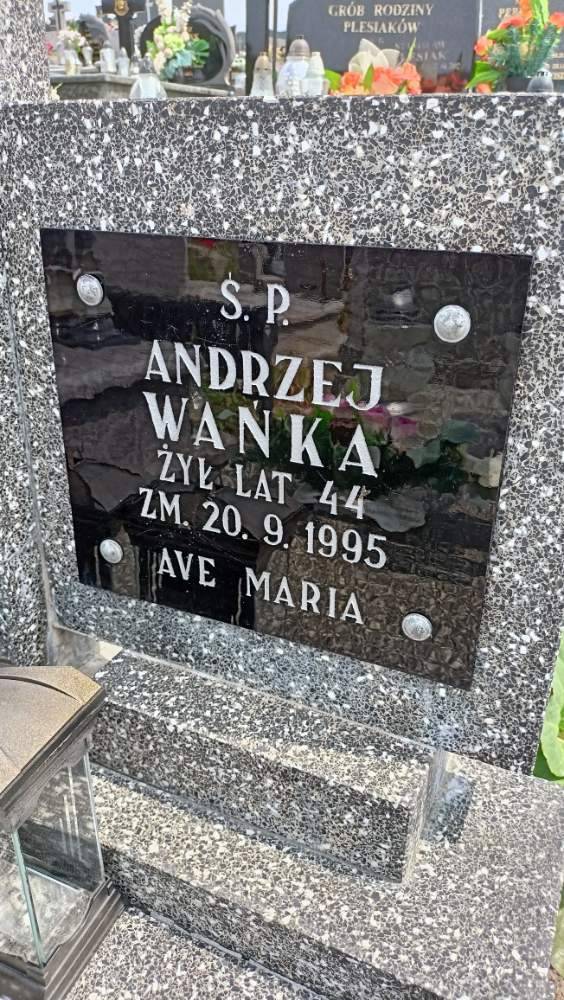 GRÓB RODZINY
PLESIAKÓW
Ś. P.
ANDRZEJ
WAŃKA
ŻYŁ LAT 44
ZM. 20. 9. 1995
AVE MARIA